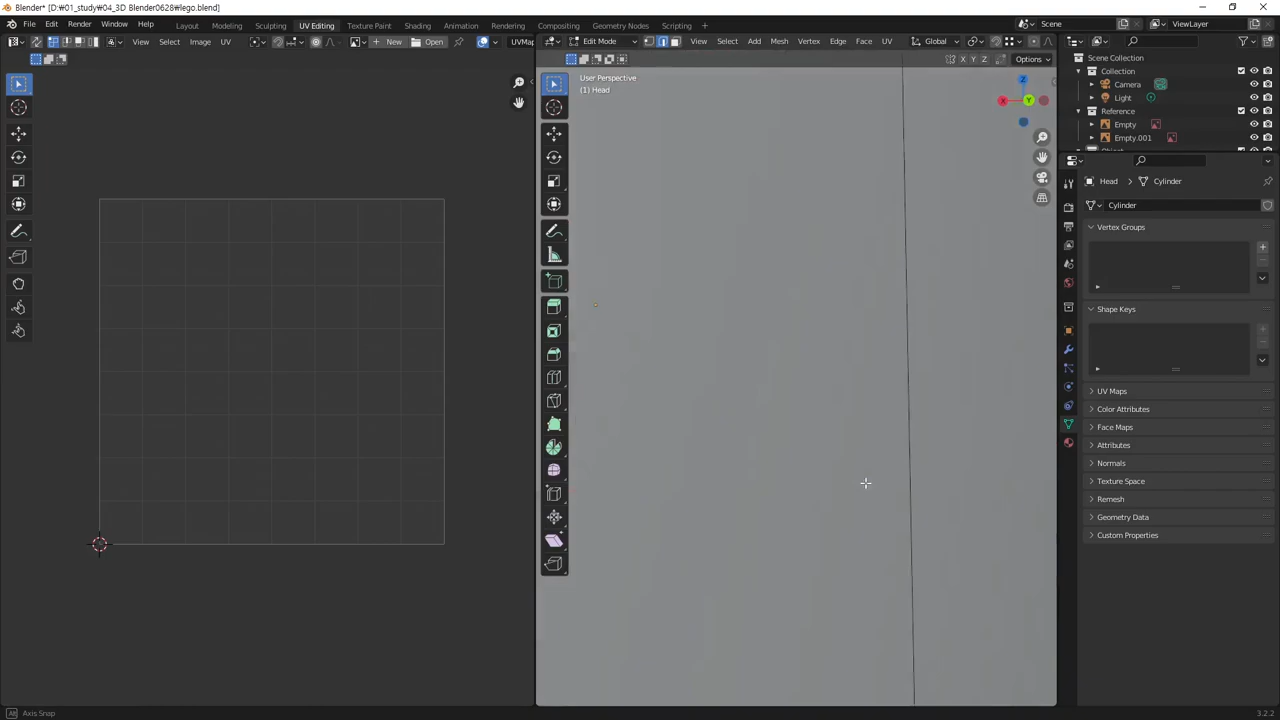 Blender* [D:₩01_study₩04_3D Blender0628₩lego.blend]
File Edit Render Window Help Layout Modeling Sculpting UV Editing Texture Paint Shading Animation Rendering Compositing Geometry Nodes Scripting + Scene ViewLayer
View Select Image UV New Open UVMap
Edit Mode View Select Add Mesh Vertex Edge Face UV Global
X Y Z Options
User Perspective
(1) Head
Z
X Y
Scene Collection
Collection
Camera
Light
Reference
Empty
Empty.001
Head > Cylinder
Cylinder
Vertex Groups
Shape Keys
UV Maps
Color Attributes
Face Maps
Attributes
Normals
Texture Space
Remesh
Geometry Data
Custom Properties
Alt Axis Snap
3.2.2